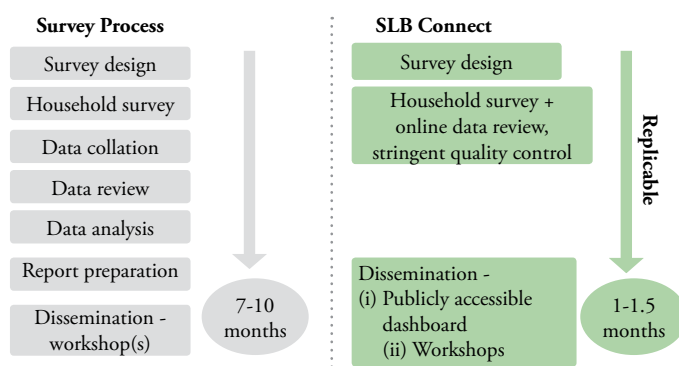 Survey Process
Survey design
Household survey
Data collation
Data review
Data analysis
Report preparation
Dissemination -
workshop(s)
7-10
months
SLB Connect
Survey design
Household survey +
online data review,
stringent quality control
Dissemination -
(i) Publicly accessible
dashboard
(ii) Workshops
Replicable
1-1.5
months